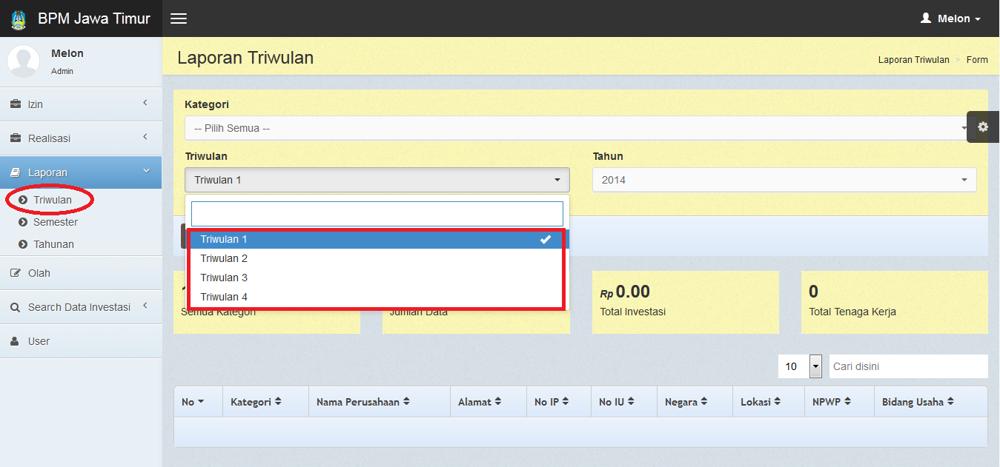 BPM Jawa Timur
Melon
Melon
Admin
Izin
Realisasi
Laporan
Triwulan
Semester
Tahunan
Olah
Search Data Investasi
User
Laporan Triwulan
Laporan Triwulan > Form
Kategori
-- Pilih Semua --
Triwulan
Tahun
Triwulan 1
2014
Triwulan 1
Triwulan 2
Triwulan 3
Triwulan 4
Semua Kategori
Jumlah Data
Rp 0.00
Total Investasi
0
Total Tenaga Kerja
10
Cari disini
No Kategori Nama Perusahaan Alamat No IP No IU Negara Lokasi NPWP Bidang Usaha